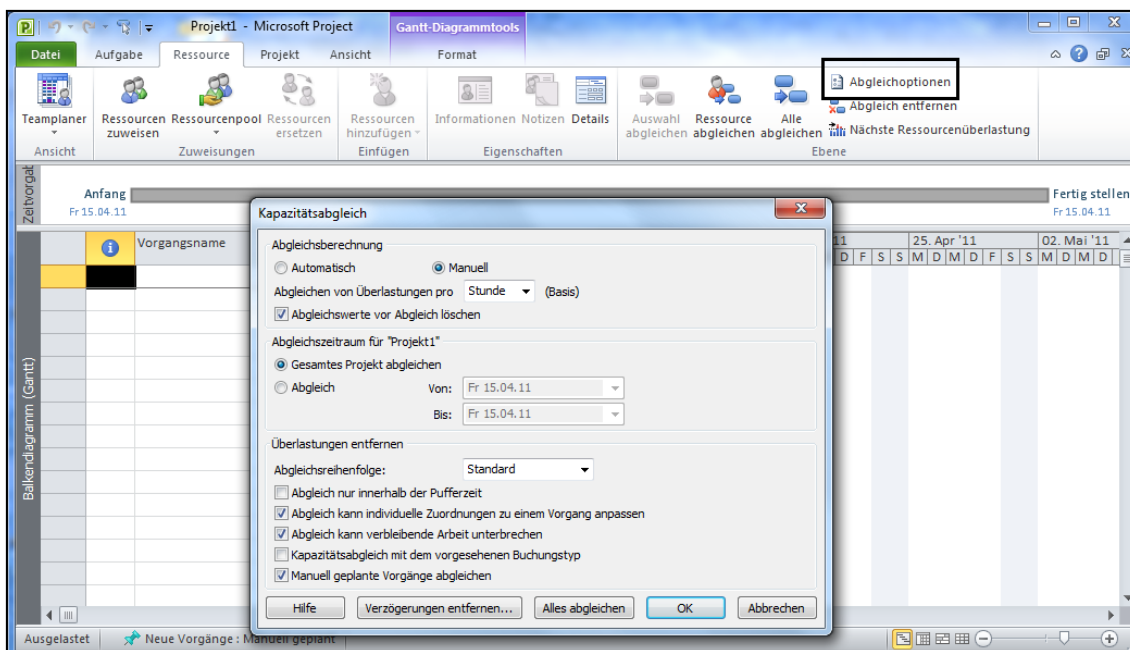 Projekt1 - Microsoft Project Gantt-Diagrammtools
Datei Aufgabe Ressource Projekt Ansicht Format
Teamplaner
Ressourcen zuweisen
Ressourcenpool
Ressourcen ersetzen
Ressourcen hinzufügen
Informationen Notizen Details
Auswahl abgleichen
Ressource abgleichen
Alle abgleichen
Abgleichoptionen
Abgleich entfernen
Nächste Ressourcenüberlastung
Ansicht Zuweisungen Einfügen Eigenschaften Ebene
Zeitvorgab
Anfang
Fr 15.04.11
Fertig stellen
Fr 15.04.11
Vorgangsname
11 25. Apr '11 02. Mai '11
D F S S M D M D F S S M D M D
Balkendiagramm (Gantt)
Kapazitätsabgleich
Abgleichsberechnung
Automatisch Manuell
Abgleichen von Überlastungen pro Stunde (Basis)
Abgleichswerte vor Abgleich löschen
Abgleichszeitraum für "Projekt1"
Gesamtes Projekt abgleichen
Abgleich Von: Fr 15.04.11
Bis: Fr 15.04.11
Überlastungen entfernen
Abgleichsreihenfolge: Standard
Abgleich nur innerhalb der Pufferzeit
Abgleich kann individuelle Zuordnungen zu einem Vorgang anpassen
Abgleich kann verbleibende Arbeit unterbrechen
Kapazitätsabgleich mit dem vorgesehenen Buchungstyp
Manuell geplante Vorgänge abgleichen
Hilfe Verzögerungen entfernen... Alles abgleichen OK Abbrechen
Ausgelastet Neue Vorgänge : Manuell geplant